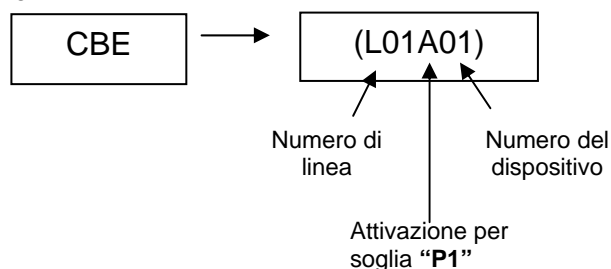 CBE
(L01A01)
Numero di
linea
Numero del
dispositivo
Attivazione per
soglia “P1”